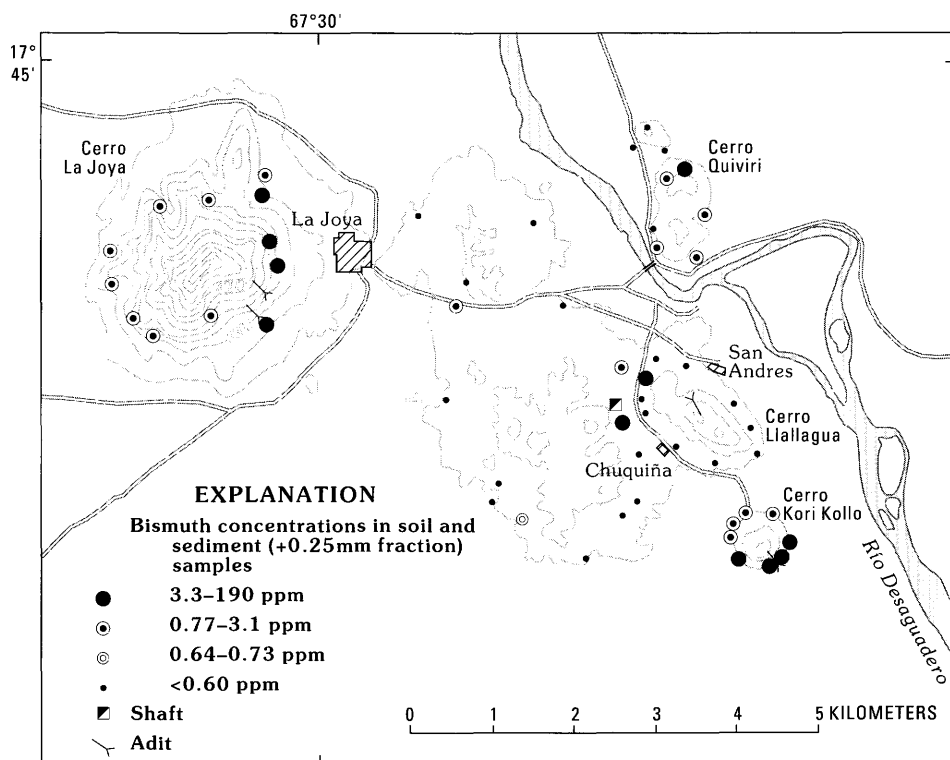 67°30'
17°
45'
Cerro
La Joya
La Joya
Cerro
Quiviri
San
Andres
Cerro
Llallagua
Chuquiña
Cerro
Kori Kollo
Río Desaguadero
EXPLANATION
Bismuth concentrations in soil and
sediment (+0.25mm fraction)
samples
3.3–190 ppm
0.77–3.1 ppm
0.64–0.73 ppm
<0.60 ppm
Shaft
Adit
0 1 2 3 4 5 KILOMETERS